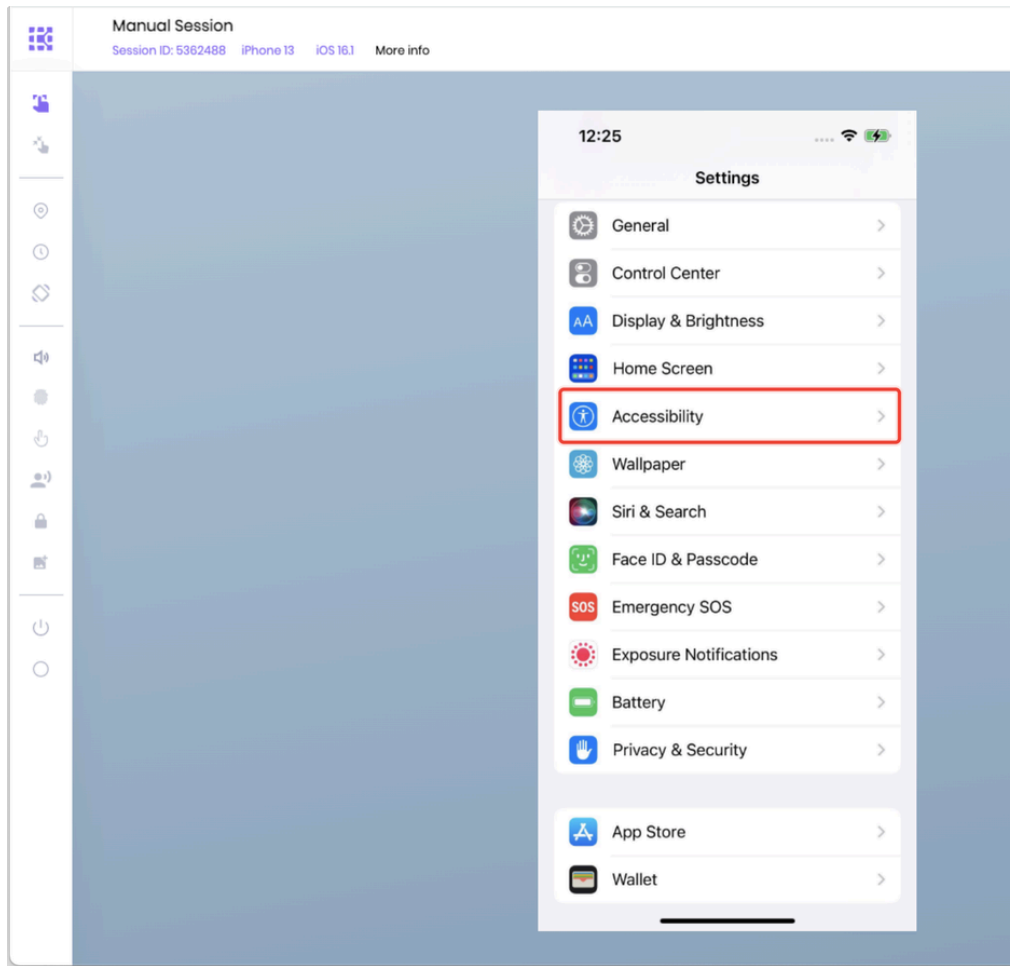 Manual Session
Session ID: 5362488 iPhone 13 iOS 16.1 More info
12:25
Settings
General
Control Center
AA Display & Brightness
Home Screen
Accessibility
Wallpaper
Siri & Search
Face ID & Passcode
SOS Emergency SOS
Exposure Notifications
Battery
Privacy & Security
App Store
Wallet